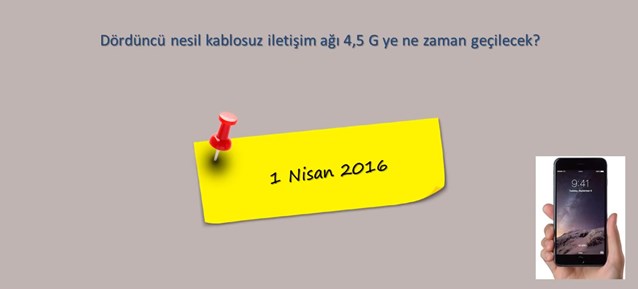 Dördüncü nesil kablosuz iletişim ağı 4,5 G ye ne zaman geçilecek?
1 Nisan 2016
9:41